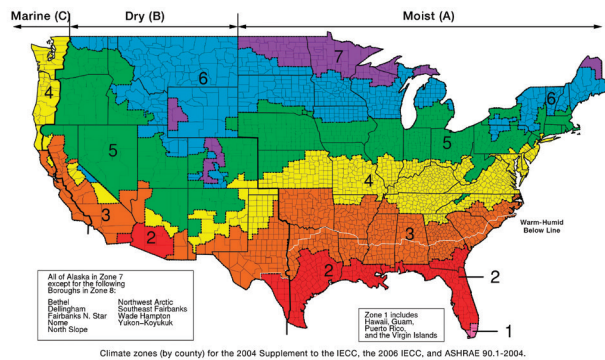 Marine (C) Dry (B) Moist (A)
7
6
4
6
5
5
4
3
3
2
Warm-Humid
Below Line
2
2
1
All of Alaska in Zone 7
except for the following
Boroughs in Zone 8:
Bethel Northwest Arctic
Dellingham Southeast Fairbanks
Fairbanks N. Star Wade Hampton
Nome Yukon-Koyukuk
North Slope
Zone 1 includes
Hawaii, Guam,
Puerto Rico,
and the Virgin Islands
Climate zones (by county) for the 2004 Supplement to the IECC, the 2006 IECC, and ASHRAE 90.1-2004.